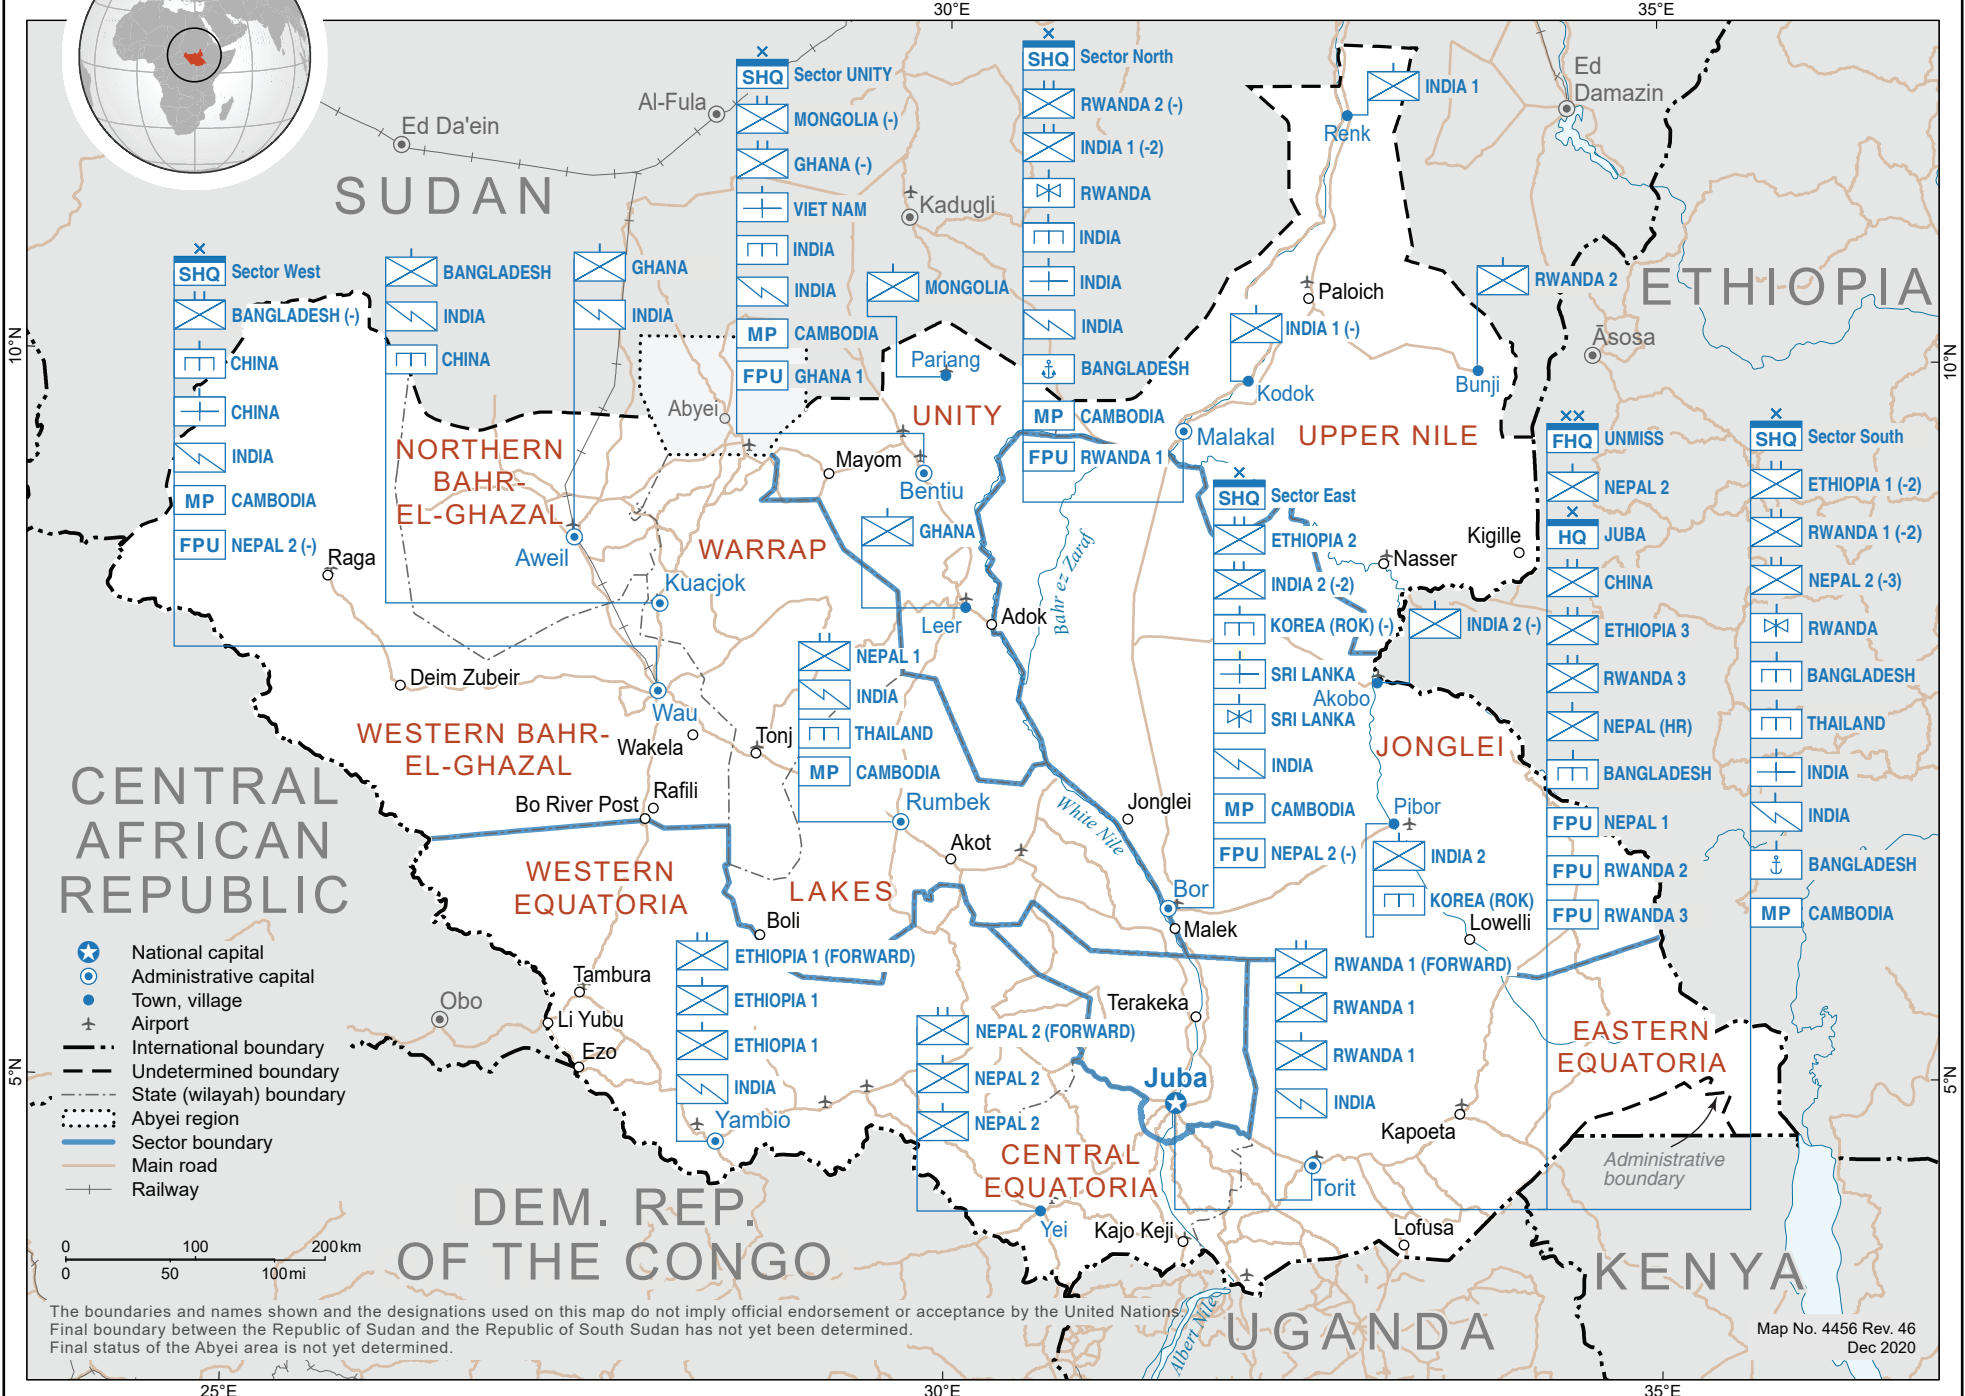 30°E
35°E
10°N
10°N
5°N
5°N
25°E
30°E
35°E
SUDAN
ETHIOPIA
CENTRAL
AFRICAN
REPUBLIC
DEM. REP.
OF THE CONGO
UGANDA
KENYA
Ed Da'ein
Al-Fula
Kadugli
Ed
Damazin
Āsosa
Abyei
Obo
SHQ Sector West
BANGLADESH (-)
CHINA
CHINA
INDIA
MP CAMBODIA
FPU NEPAL 2 (-)
BANGLADESH
INDIA
CHINA
GHANA
INDIA
SHQ Sector UNITY
MONGOLIA (-)
GHANA (-)
VIET NAM
INDIA
INDIA
MP CAMBODIA
FPU GHANA 1
MONGOLIA
Pariang
SHQ Sector North
RWANDA 2 (-)
INDIA 1 (-2)
RWANDA
INDIA
INDIA
INDIA
BANGLADESH
MP CAMBODIA
FPU RWANDA 1
INDIA 1
Renk
Paloich
INDIA 1 (-)
Kodok
RWANDA 2
Bunji
Malakal
UNITY
UPPER NILE
NORTHERN
BAHR-
EL-GHAZAL
WARRAP
Mayom
Bentiu
GHANA
Leer
Adok
Bahr ez Zaraf
Raga
Aweil
Kuacjok
Deim Zubeir
Wau
Wakela
Tonj
WESTERN BAHR-
EL-GHAZAL
Rafili
Bo River Post
NEPAL 1
INDIA
THAILAND
MP CAMBODIA
Rumbek
Akot
LAKES
White Nile
Jonglei
SHQ Sector East
ETHIOPIA 2
INDIA 2 (-2)
KOREA (ROK) (-)
SRI LANKA
SRI LANKA
INDIA
MP CAMBODIA
FPU NEPAL 2 (-)
Nasser
Kigille
INDIA 2 (-)
Akobo
JONGLEI
Pibor
INDIA 2
KOREA (ROK)
Lowelli
Bor
Malek
FHQ UNMISS
NEPAL 2
HQ JUBA
CHINA
ETHIOPIA 3
RWANDA 3
NEPAL (HR)
BANGLADESH
FPU NEPAL 1
FPU RWANDA 2
FPU RWANDA 3
SHQ Sector South
ETHIOPIA 1 (-2)
RWANDA 1 (-2)
NEPAL 2 (-3)
RWANDA
BANGLADESH
THAILAND
INDIA
INDIA
BANGLADESH
MP CAMBODIA
WESTERN
EQUATORIA
Boli
Tambura
Li Yubu
Ezo
ETHIOPIA 1 (FORWARD)
ETHIOPIA 1
ETHIOPIA 1
INDIA
Yambio
NEPAL 2 (FORWARD)
NEPAL 2
NEPAL 2
CENTRAL
EQUATORIA
Yei
Kajo Keji
Terakeka
Juba
RWANDA 1 (FORWARD)
RWANDA 1
RWANDA 1
INDIA
Torit
Kapoeta
Lofusa
EASTERN
EQUATORIA
Administrative
boundary
Albert Nile
National capital
Administrative capital
Town, village
Airport
International boundary
Undetermined boundary
State (wilayah) boundary
Abyei region
Sector boundary
Main road
Railway
0 100 200 km
0 50 100 mi
The boundaries and names shown and the designations used on this map do not imply official endorsement or acceptance by the United Nations.
Final boundary between the Republic of Sudan and the Republic of South Sudan has not yet been determined.
Final status of the Abyei area is not yet determined.
Map No. 4456 Rev. 46
Dec 2020